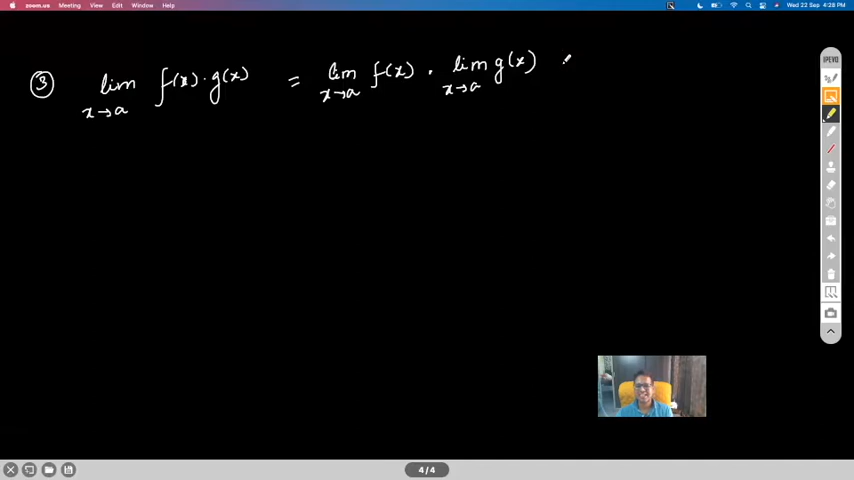 zoom.us Meeting View Edit Window Help Wed 22 Sep 4:28 PM
IPEVO
③ lim f(x)·g(x) = lim f(x) · lim g(x)
x→a x→a x→a
4/4